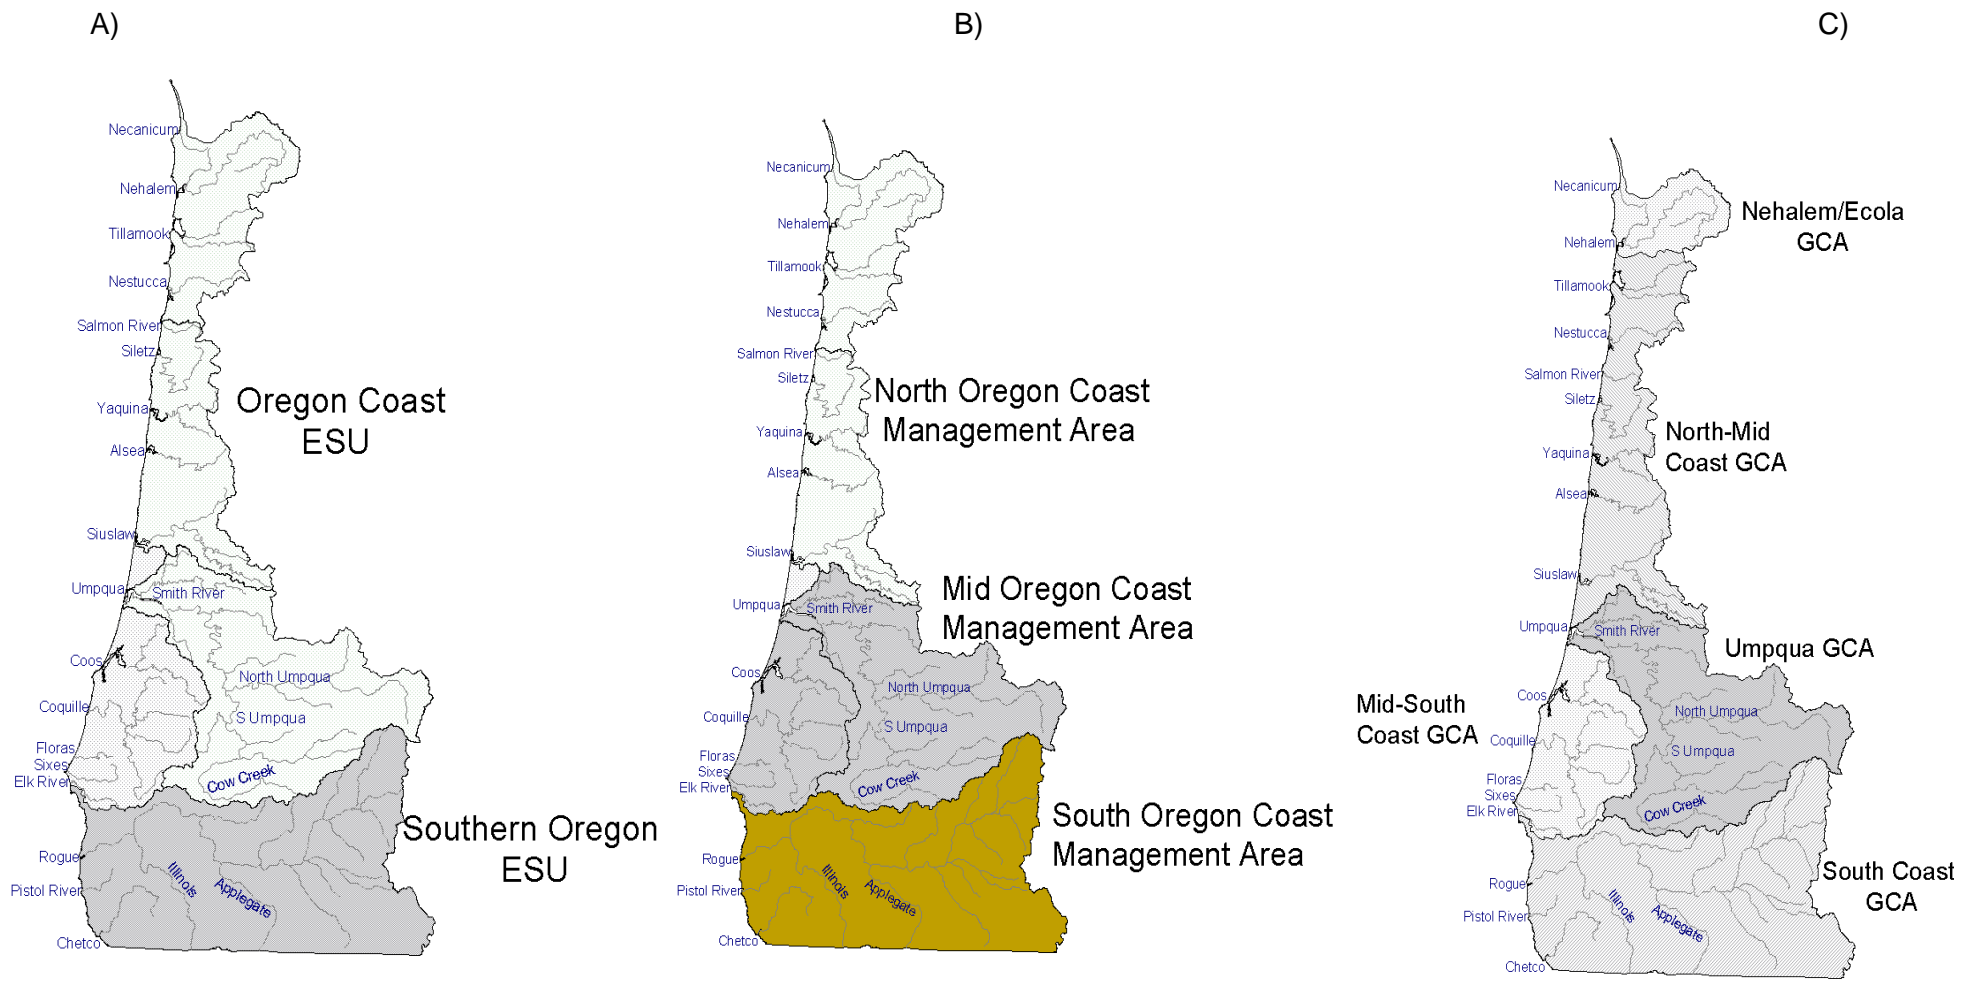 A)
Necanicum
Nehalem
Tillamook
Nestucca
Salmon River
Siletz
Yaquina
Alsea
Oregon Coast
ESU
Siuslaw
Umpqua
Smith River
Coos
North Umpqua
Coquille
S Umpqua
Floras
Sixes
Elk River
Cow Creek
Southern Oregon
ESU
Rogue
Illinois
Applegate
Pistol River
Chetco
B)
Necanicum
Nehalem
Tillamook
Nestucca
Salmon River
Siletz
North Oregon Coast
Management Area
Yaquina
Alsea
Siuslaw
Mid Oregon Coast
Management Area
Umpqua
Smith River
Coos
North Umpqua
Coquille
S Umpqua
Floras
Sixes
Elk River
Cow Creek
South Oregon Coast
Management Area
Rogue
Illinois
Applegate
Pistol River
Chetco
C)
Necanicum
Nehalem/Ecola
GCA
Nehalem
Tillamook
Nestucca
Salmon River
Siletz
North-Mid
Coast GCA
Yaquina
Alsea
Siuslaw
Umpqua
Smith River
Umpqua GCA
Coos
Mid-South
Coast GCA
North Umpqua
Coquille
S Umpqua
Floras
Sixes
Elk River
Cow Creek
South Coast
GCA
Rogue
Illinois
Applegate
Pistol River
Chetco